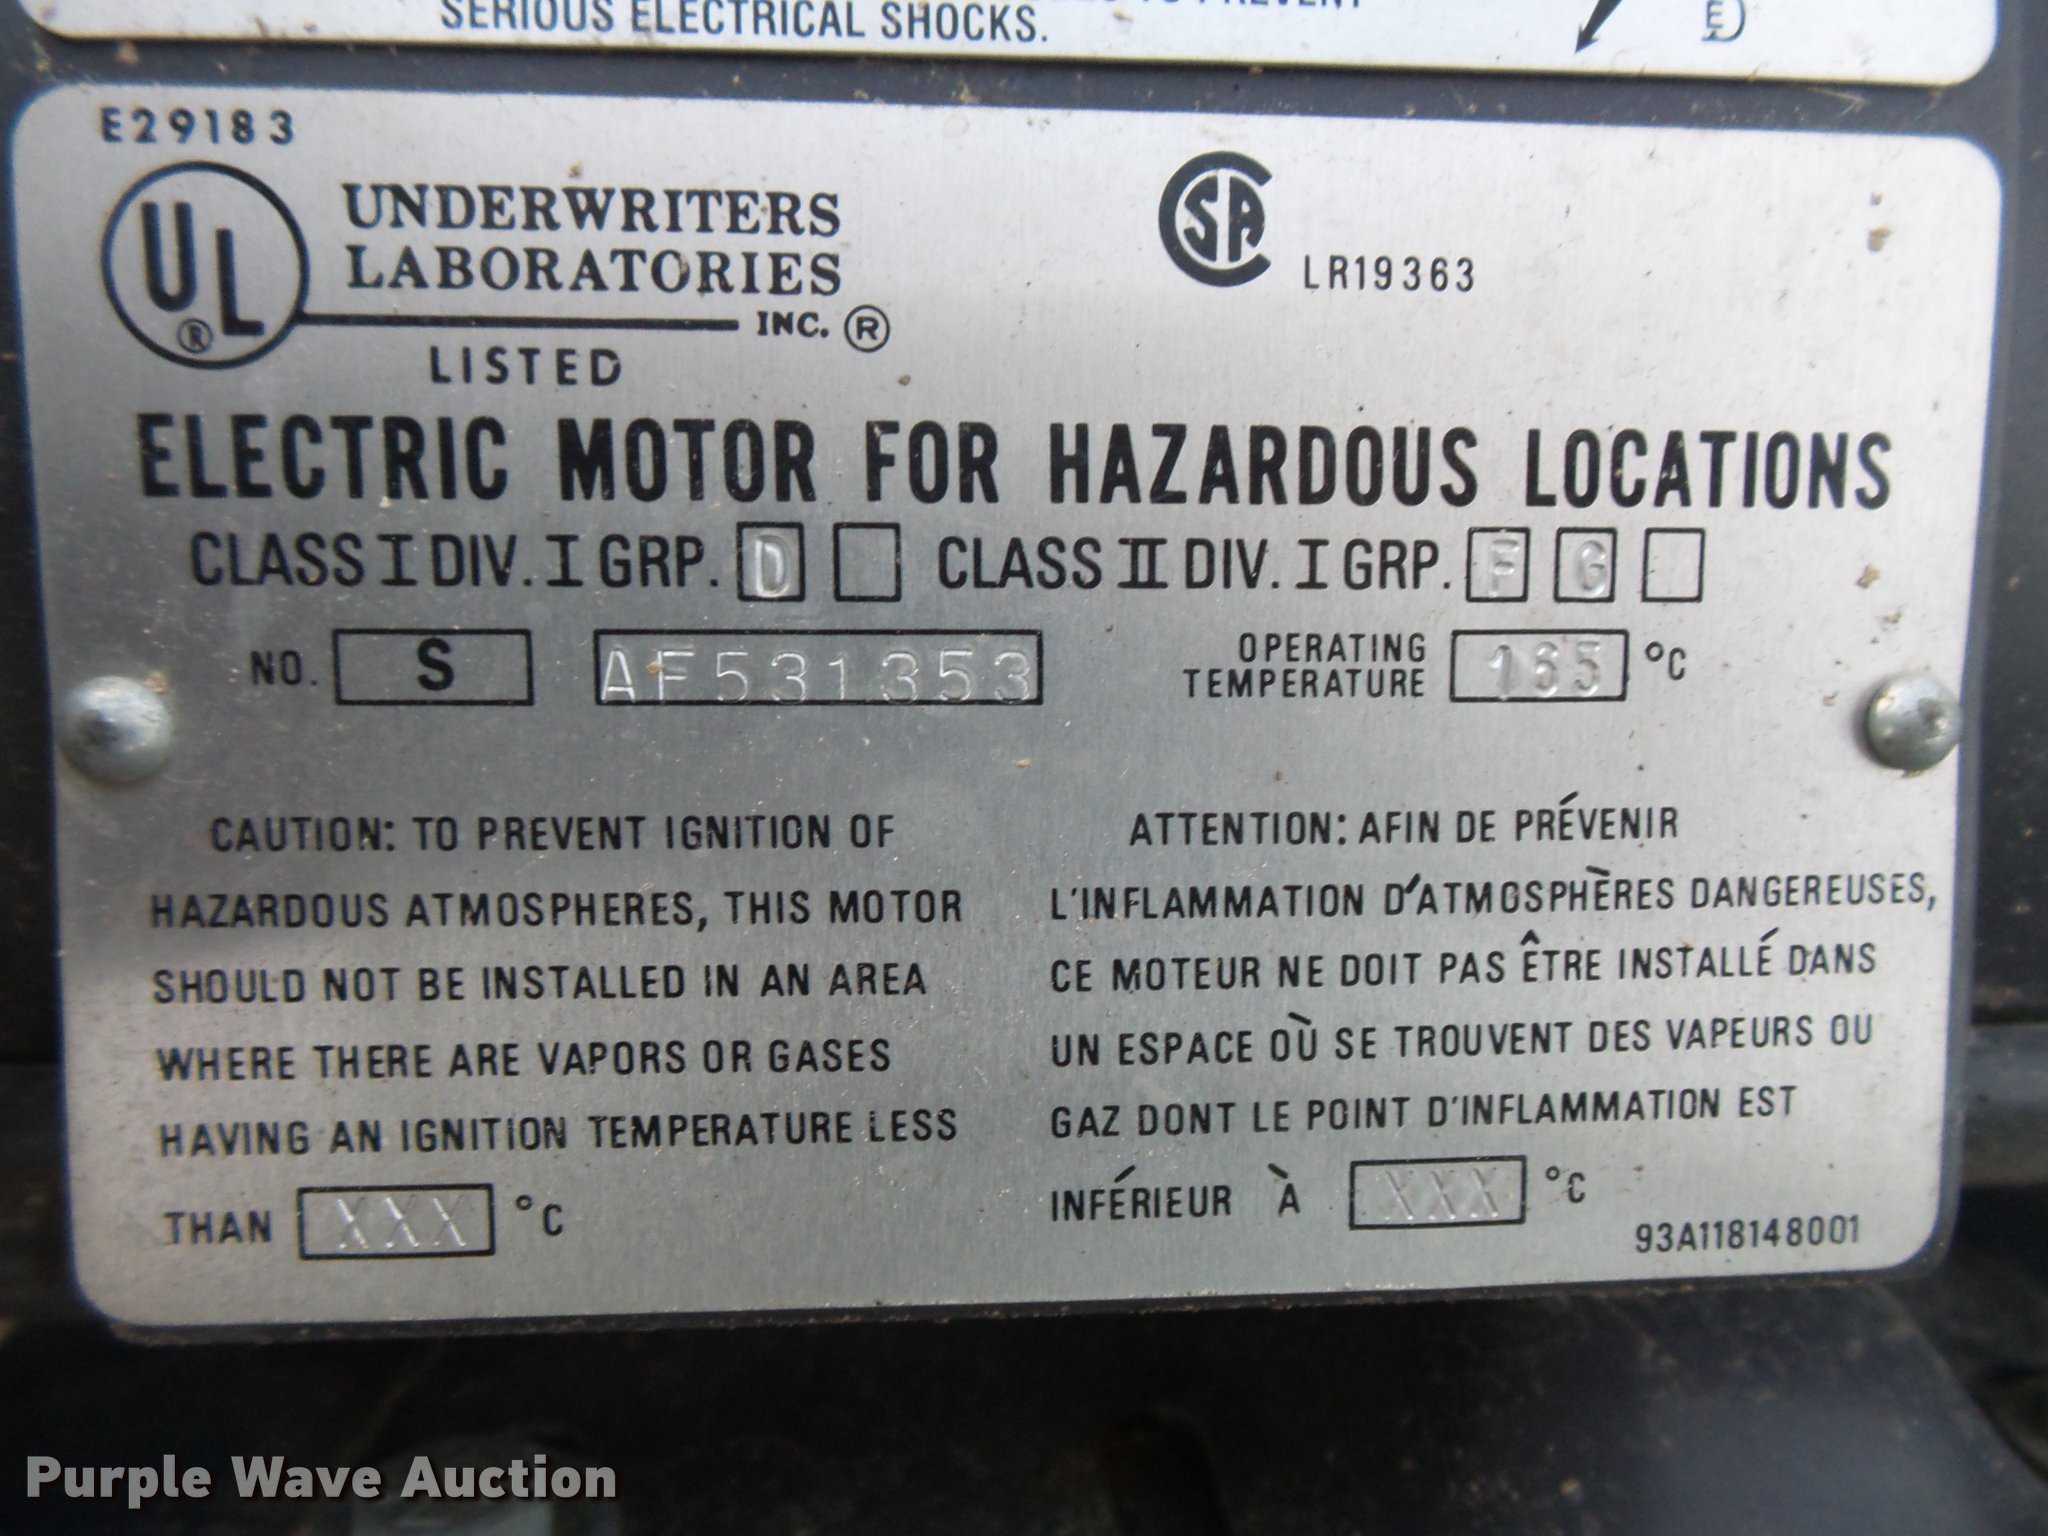 SERIOUS ELECTRICAL SHOCKS.
PREVENT
E29183
UL®
UNDERWRITERS
LABORATORIES
INC.®
LISTED
CSA
LR19363
ELECTRIC MOTOR FOR HAZARDOUS LOCATIONS
CLASS I DIV. I GRP. D CLASS II DIV. I GRP. F G
NO. S AF531353
OPERATING
TEMPERATURE 165 °C
CAUTION: TO PREVENT IGNITION OF
HAZARDOUS ATMOSPHERES, THIS MOTOR
SHOULD NOT BE INSTALLED IN AN AREA
WHERE THERE ARE VAPORS OR GASES
HAVING AN IGNITION TEMPERATURE LESS
THAN XXX °C
ATTENTION: AFIN DE PRÉVENIR
L'INFLAMMATION D'ATMOSPHÈRES DANGEREUSES,
CE MOTEUR NE DOIT PAS ÊTRE INSTALLÉ DANS
UN ESPACE OÙ SE TROUVENT DES VAPEURS OU
GAZ DONT LE POINT D'INFLAMMATION EST
INFÉRIEUR À XXX °C
93A118148001
Purple Wave Auction